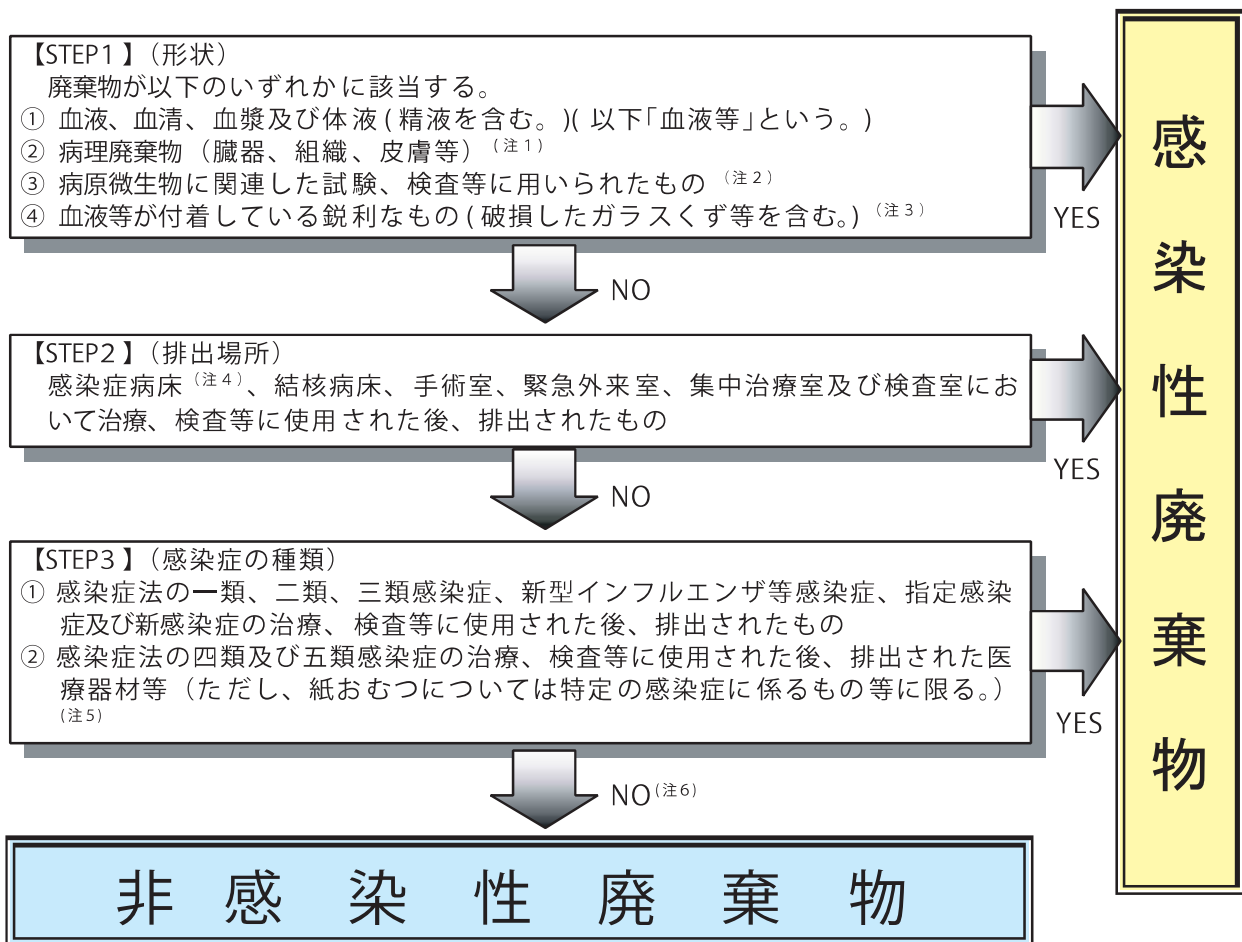 【STEP1】(形状)
廃棄物が以下のいずれかに該当する。
① 血液、血清、血漿及び体液(精液を含む。)(以下「血液等」という。)
② 病理廃棄物(臓器、組織、皮膚等)(注1)
③ 病原微生物に関連した試験、検査等に用いられたもの(注2)
④ 血液等が付着している鋭利なもの(破損したガラスくず等を含む。)(注3)
YES
NO
【STEP2】(排出場所)
感染症病床(注4)、結核病床、手術室、緊急外来室、集中治療室及び検査室にお
いて治療、検査等に使用された後、排出されたもの
YES
NO
【STEP3】(感染症の種類)
① 感染症法の一類、二類、三類感染症、新型インフルエンザ等感染症、指定感染
症及び新感染症の治療、検査等に使用された後、排出されたもの
② 感染症法の四類及び五類感染症の治療、検査等に使用された後、排出された医
療器材等(ただし、紙おむつについては特定の感染症に係るもの等に限る。)
(注5)
YES
NO(注6)
非感染性廃棄物
感染性廃棄物